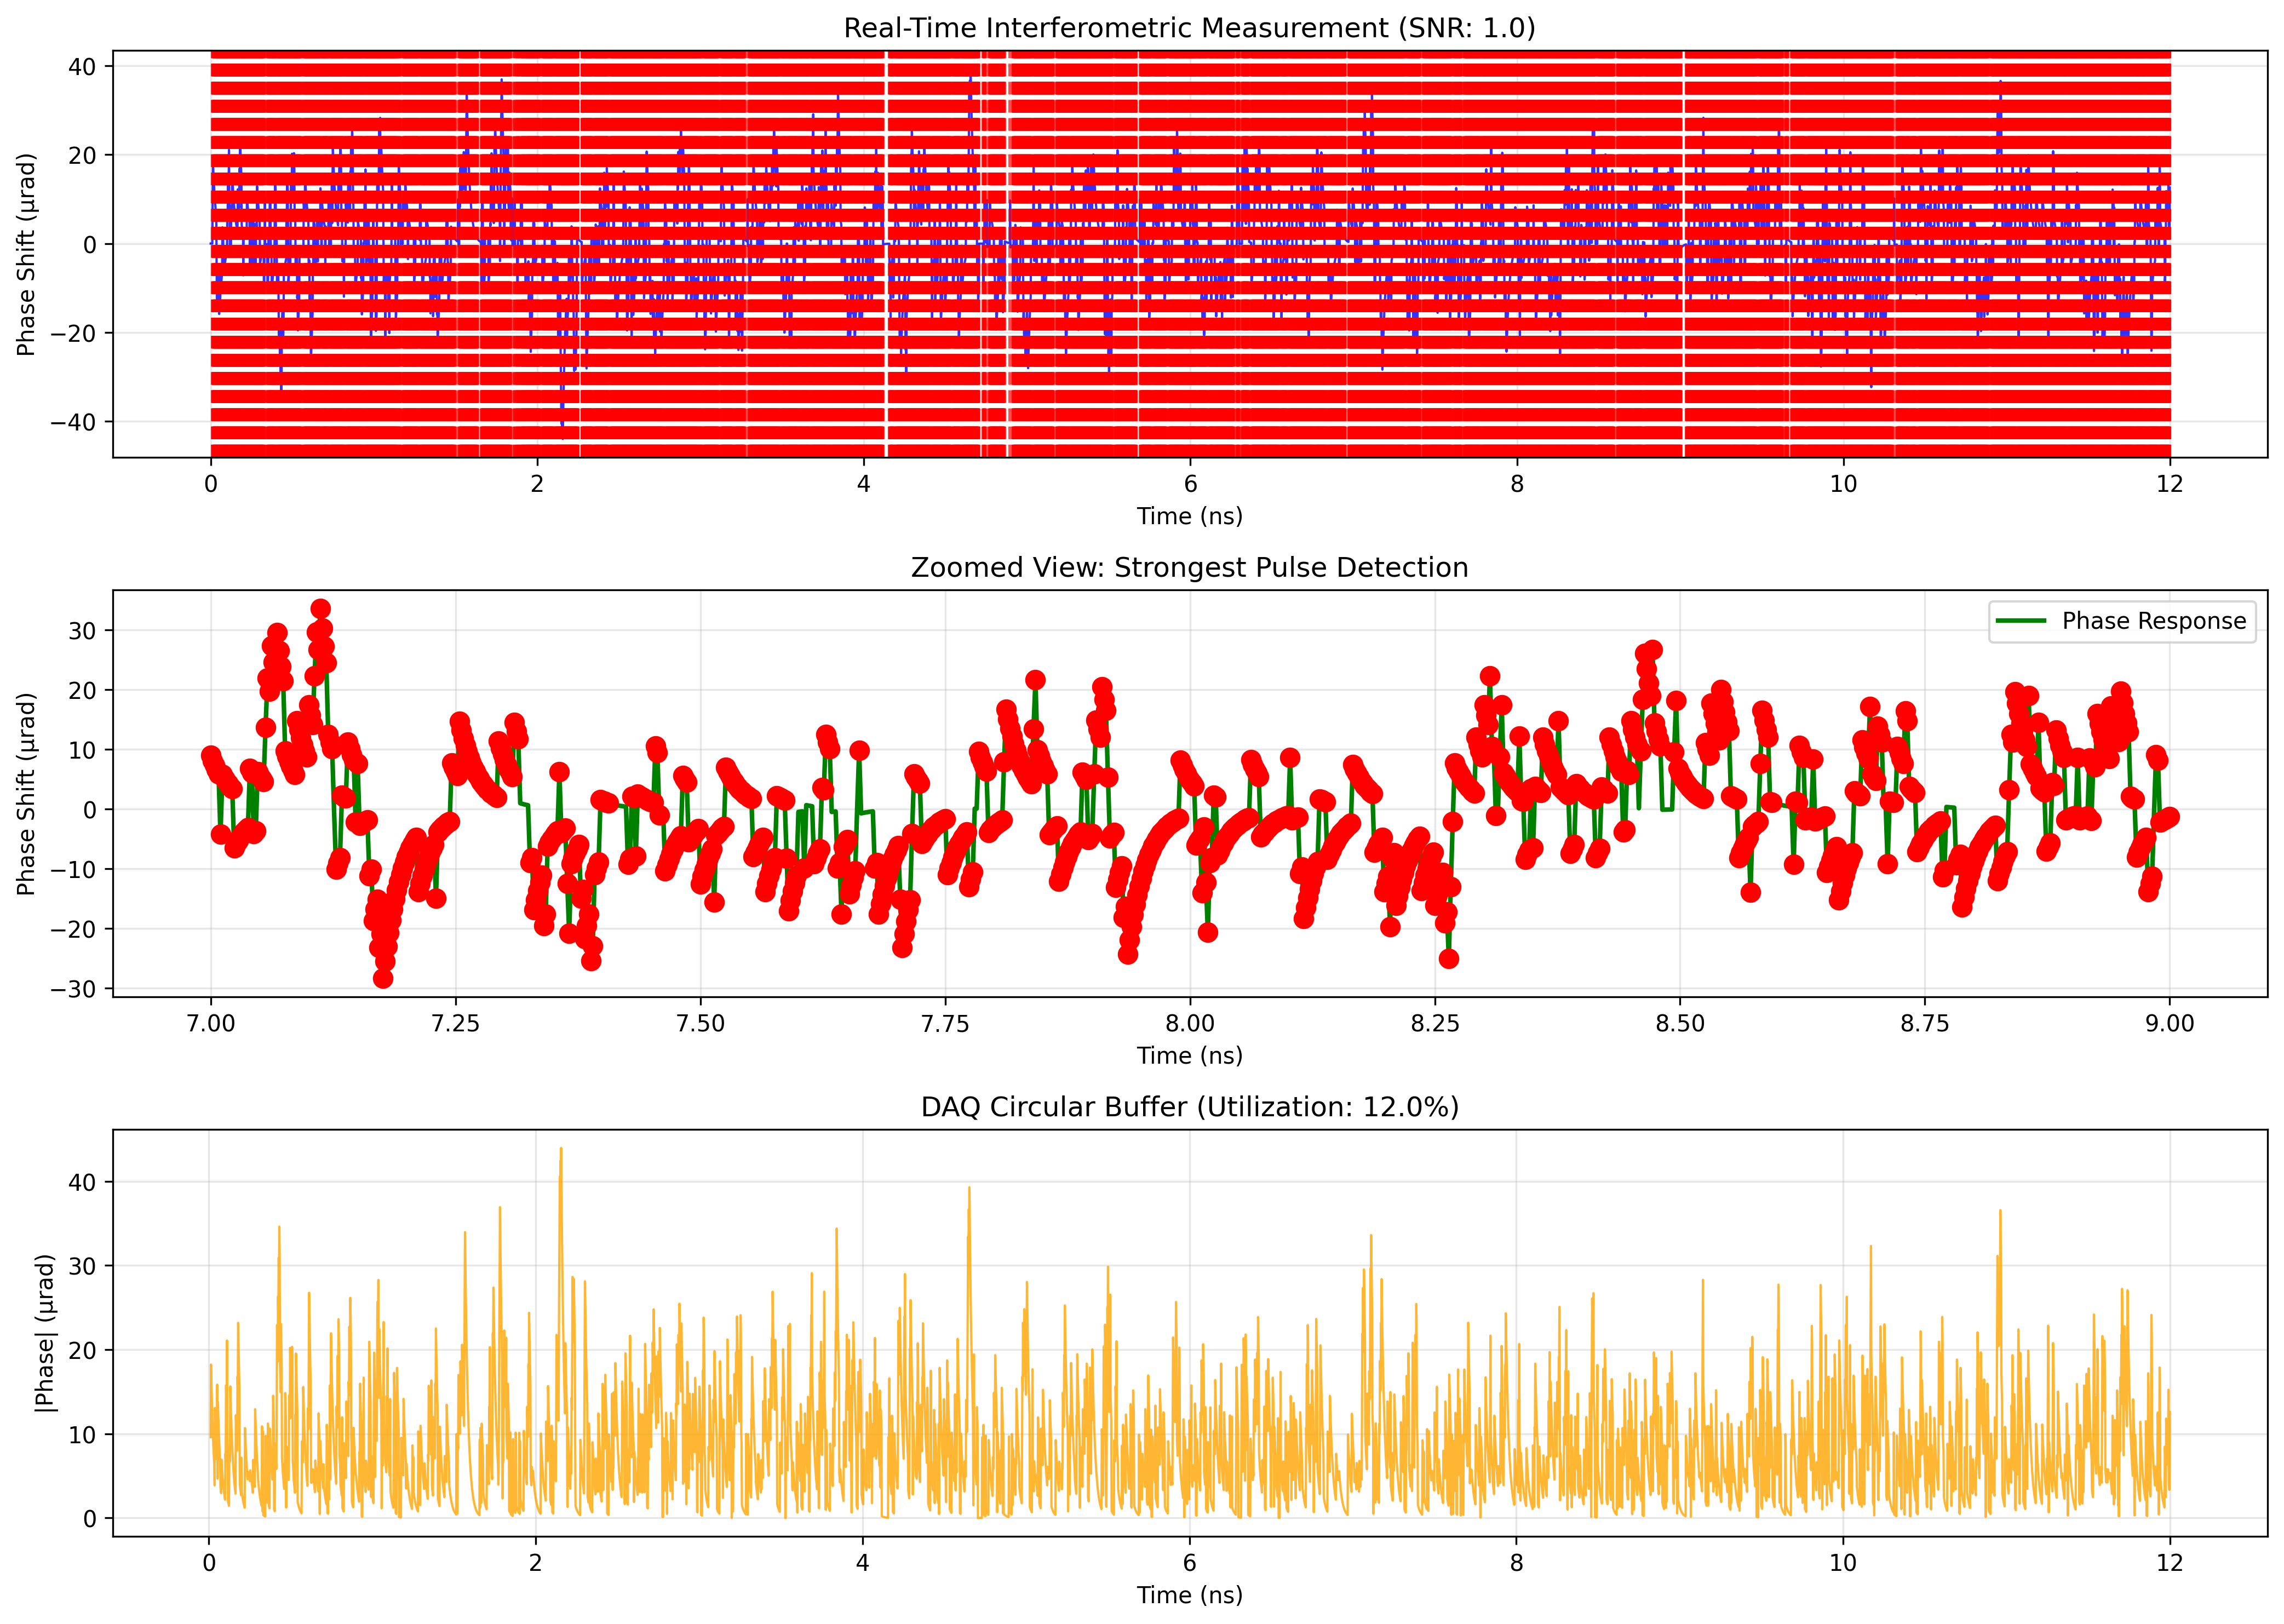 Real-Time Interferometric Measurement (SNR: 1.0)
40
20
0
−20
−40
Phase Shift (μrad)
0 2 4 6 8 10 12
Time (ns)
Zoomed View: Strongest Pulse Detection
Phase Response
30
20
10
0
−10
−20
−30
Phase Shift (μrad)
7.00 7.25 7.50 7.75 8.00 8.25 8.50 8.75 9.00
Time (ns)
DAQ Circular Buffer (Utilization: 12.0%)
40
30
20
10
0
|Phase| (μrad)
0 2 4 6 8 10 12
Time (ns)